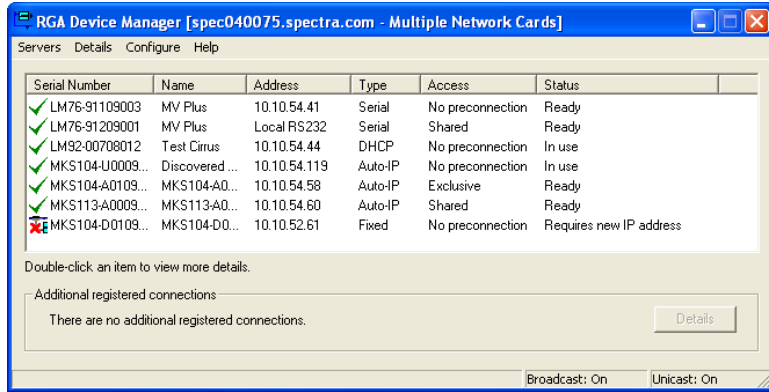 RGA Device Manager [spec040075.spectra.com - Multiple Network Cards]
Servers Details Configure Help
Serial Number Name Address Type Access Status
LM76-91109003 MV Plus 10.10.54.41 Serial No preconnection Ready
LM76-91209001 MV Plus Local RS232 Serial Shared Ready
LM92-00708012 Test Cirrus 10.10.54.44 DHCP No preconnection In use
MKS104-U0009... Discovered ... 10.10.54.119 Auto-IP No preconnection In use
MKS104-A0109... MKS104-A0... 10.10.54.58 Auto-IP Exclusive Ready
MKS113-A0009... MKS113-A0... 10.10.54.60 Auto-IP Shared Ready
MKS104-D0109... MKS104-D0... 10.10.52.61 Fixed No preconnection Requires new IP address
Double-click an item to view more details.
Additional registered connections
There are no additional registered connections. Details
Broadcast: On Unicast: On